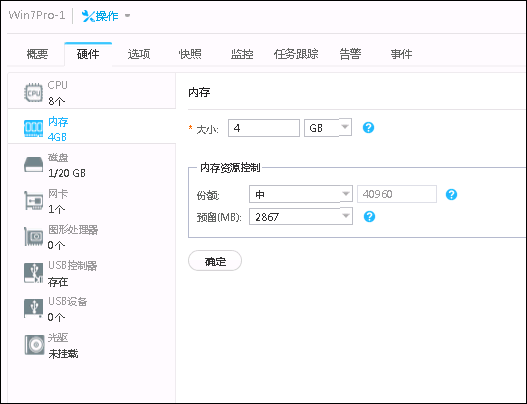 Win7Pro-1 操作
概要 硬件 选项 快照 监控 任务跟踪 告警 事件
CPU
8个
内存
4GB
磁盘
1/20 GB
网卡
1个
图形处理器
0个
USB控制器
存在
USB设备
0个
光驱
未挂载
内存
* 大小: 4 GB ?
内存资源控制
份额: 中 40960 ?
预留(MB): 2867 ?
确定